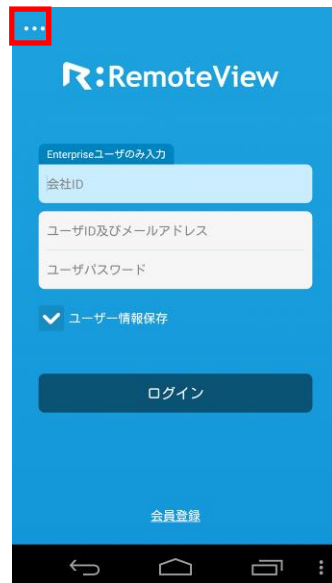 ...
R:RemoteView
Enterpriseユーザのみ入力
会社ID
ユーザID及びメールアドレス
ユーザパスワード
ユーザー情報保存
ログイン
会員登録